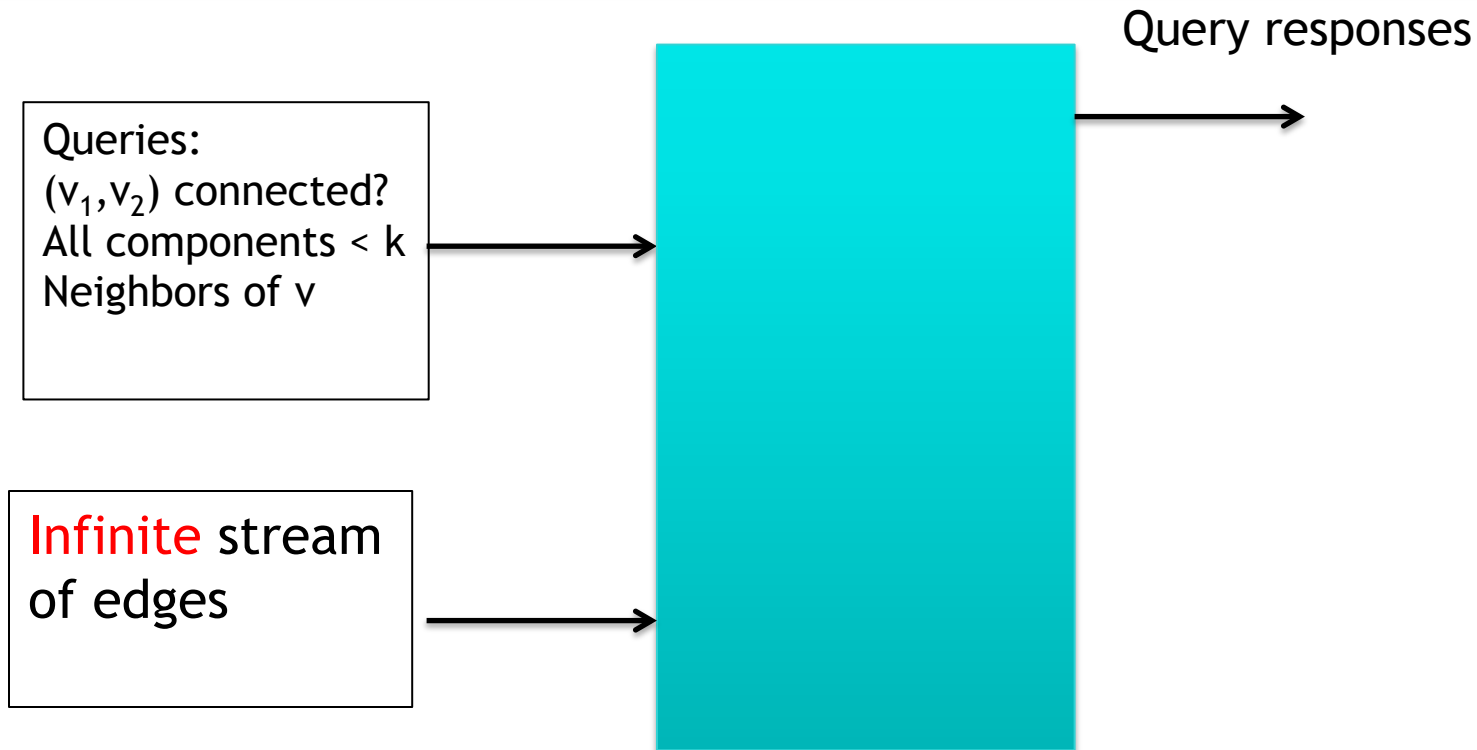 Query responses
Queries:
(v₁,v₂) connected?
All components < k
Neighbors of v
Infinite stream
of edges